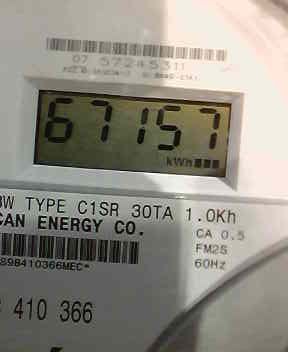 07 57245311
67157
kWh
3W TYPE C1SR 30TA 1.0Kh
CAN ENERGY CO.
CA 0.5
FM2S
898410366MEC*
60Hz
410 366